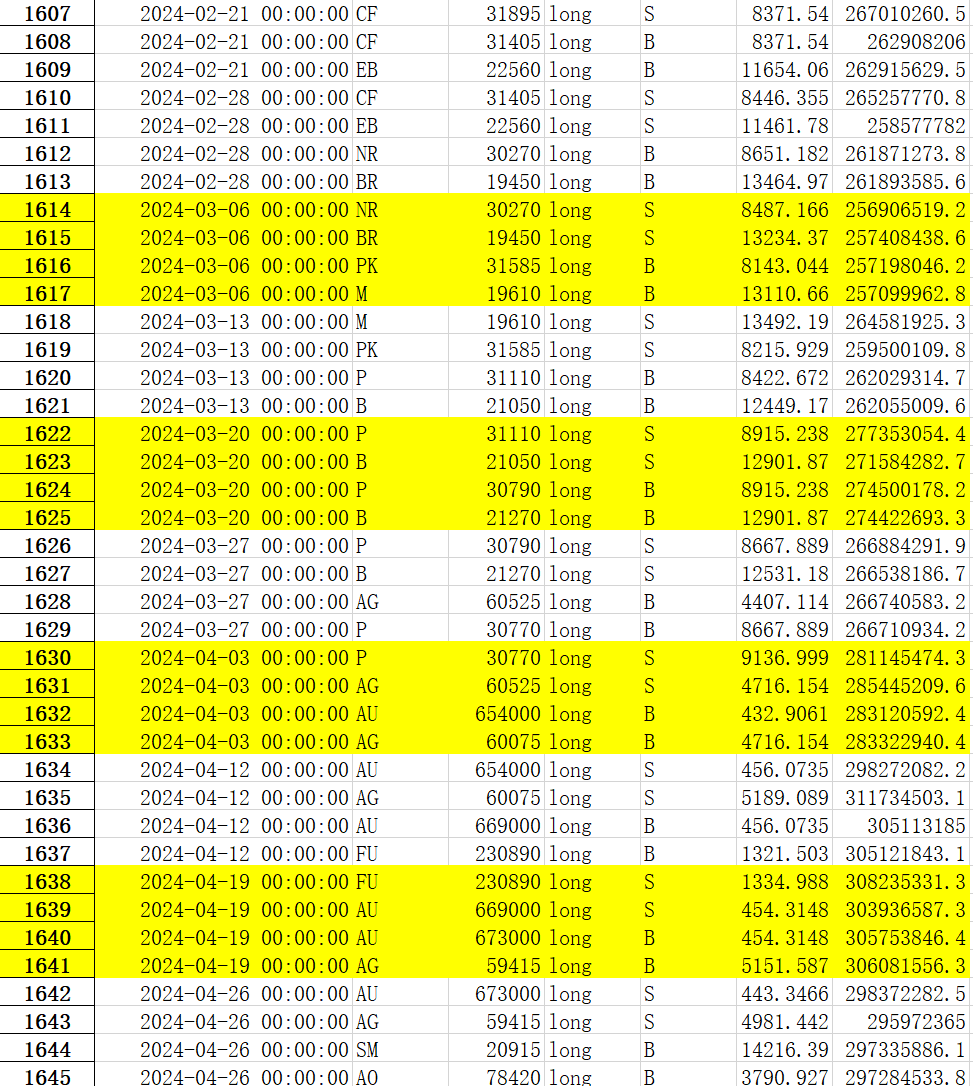 1607 2024-02-21 00:00:00 CF 31895 long S 8371.54 267010260.5
1608 2024-02-21 00:00:00 CF 31405 long B 8371.54 262908206
1609 2024-02-21 00:00:00 EB 22560 long B 11654.06 262915629.5
1610 2024-02-28 00:00:00 CF 31405 long S 8446.355 265257770.8
1611 2024-02-28 00:00:00 EB 22560 long S 11461.78 258577782
1612 2024-02-28 00:00:00 NR 30270 long B 8651.182 261871273.8
1613 2024-02-28 00:00:00 BR 19450 long B 13464.97 261893585.6
1614 2024-03-06 00:00:00 NR 30270 long S 8487.166 256906519.2
1615 2024-03-06 00:00:00 BR 19450 long S 13234.37 257408438.6
1616 2024-03-06 00:00:00 PK 31585 long B 8143.044 257198046.2
1617 2024-03-06 00:00:00 M 19610 long B 13110.66 257099962.8
1618 2024-03-13 00:00:00 M 19610 long S 13492.19 264581925.3
1619 2024-03-13 00:00:00 PK 31585 long S 8215.929 259500109.8
1620 2024-03-13 00:00:00 P 31110 long B 8422.672 262029314.7
1621 2024-03-13 00:00:00 B 21050 long B 12449.17 262055009.6
1622 2024-03-20 00:00:00 P 31110 long S 8915.238 277353054.4
1623 2024-03-20 00:00:00 B 21050 long S 12901.87 271584282.7
1624 2024-03-20 00:00:00 P 30790 long B 8915.238 274500178.2
1625 2024-03-20 00:00:00 B 21270 long B 12901.87 274422693.3
1626 2024-03-27 00:00:00 P 30790 long S 8667.889 266884291.9
1627 2024-03-27 00:00:00 B 21270 long S 12531.18 266538186.7
1628 2024-03-27 00:00:00 AG 60525 long B 4407.114 266740583.2
1629 2024-03-27 00:00:00 P 30770 long B 8667.889 266710934.2
1630 2024-04-03 00:00:00 P 30770 long S 9136.999 281145474.3
1631 2024-04-03 00:00:00 AG 60525 long S 4716.154 285445209.6
1632 2024-04-03 00:00:00 AU 654000 long B 432.9061 283120592.4
1633 2024-04-03 00:00:00 AG 60075 long B 4716.154 283322940.4
1634 2024-04-12 00:00:00 AU 654000 long S 456.0735 298272082.2
1635 2024-04-12 00:00:00 AG 60075 long S 5189.089 311734503.1
1636 2024-04-12 00:00:00 AU 669000 long B 456.0735 305113185
1637 2024-04-12 00:00:00 FU 230890 long B 1321.503 305121843.1
1638 2024-04-19 00:00:00 FU 230890 long S 1334.988 308235331.3
1639 2024-04-19 00:00:00 AU 669000 long S 454.3148 303936587.3
1640 2024-04-19 00:00:00 AU 673000 long B 454.3148 305753846.4
1641 2024-04-19 00:00:00 AG 59415 long B 5151.587 306081556.3
1642 2024-04-26 00:00:00 AU 673000 long S 443.3466 298372282.5
1643 2024-04-26 00:00:00 AG 59415 long S 4981.442 295972365
1644 2024-04-26 00:00:00 SM 20915 long B 14216.39 297335886.1
1645 2024-04-26 00:00:00 AO 78420 long B 3790.927 297284533.8